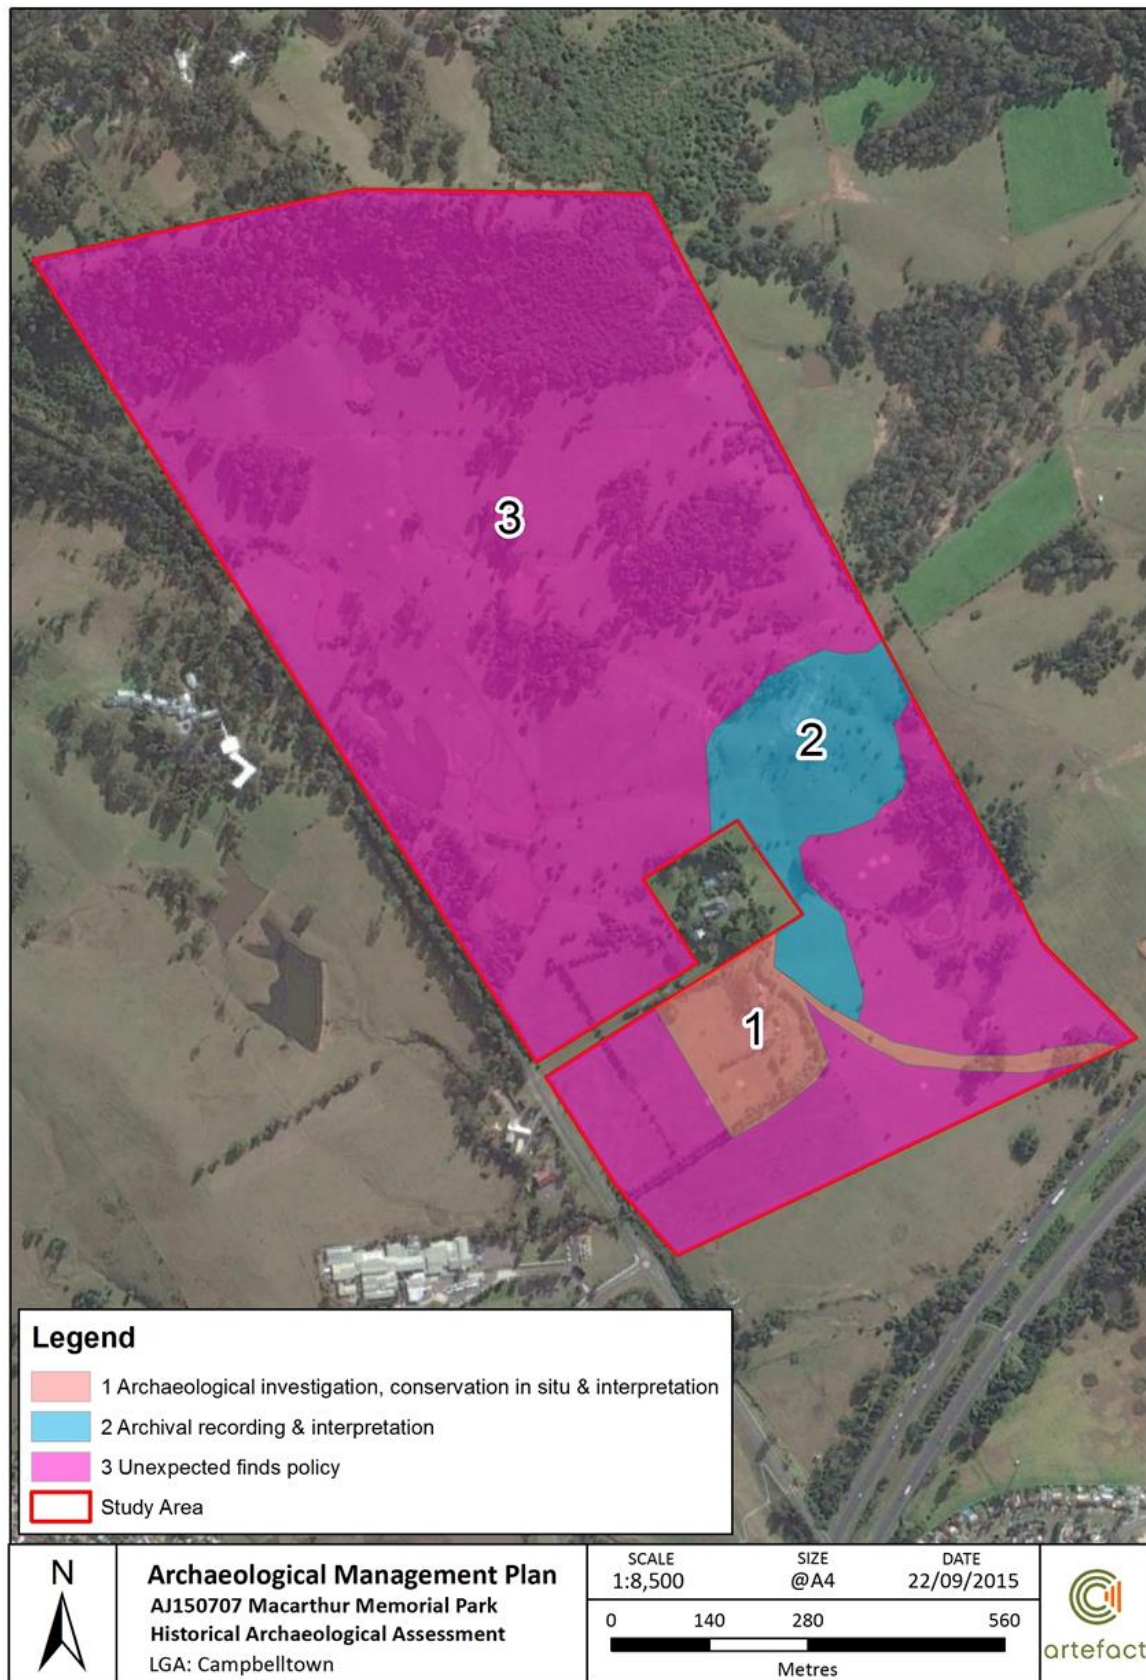 3
2
1
Legend
1 Archaeological investigation, conservation in situ & interpretation
2 Archival recording & interpretation
3 Unexpected finds policy
Study Area
N
Archaeological Management Plan
AJ150707 Macarthur Memorial Park
Historical Archaeological Assessment
LGA: Campbelltown
SCALE
1:8,500
SIZE
@A4
DATE
22/09/2015
0 140 280 560
Metres
artefact